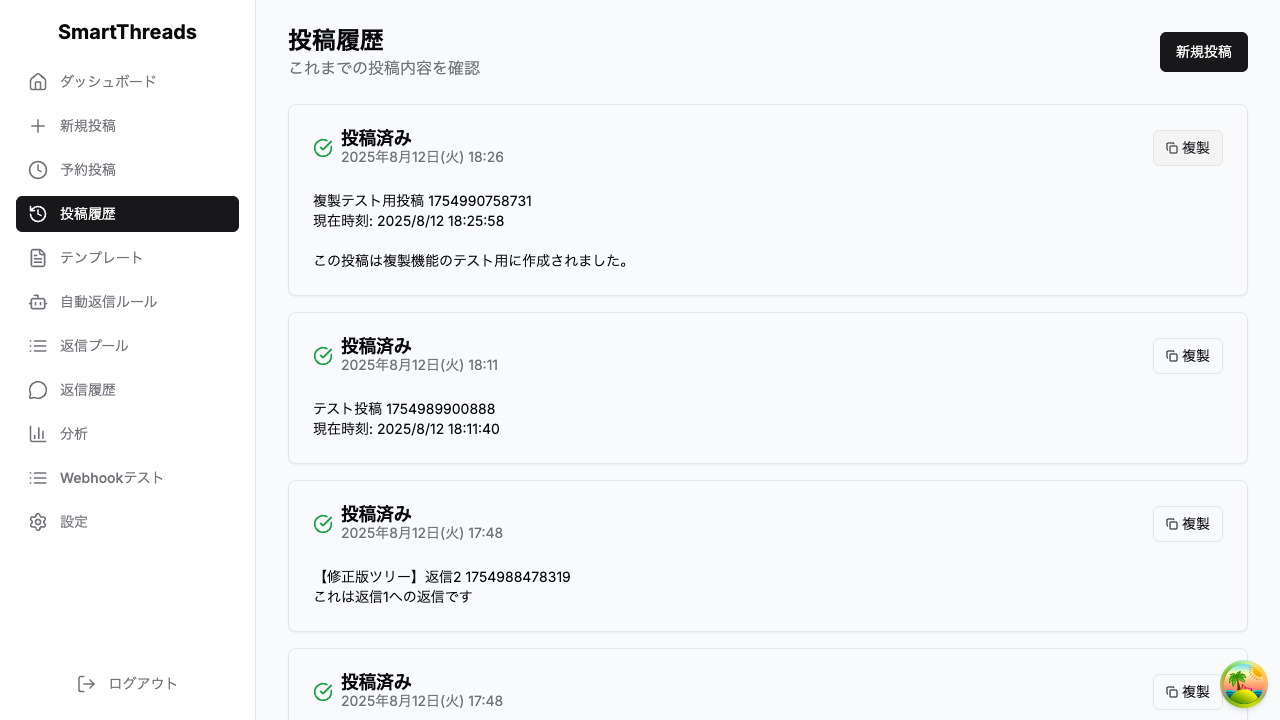 SmartThreads
ダッシュボード
新規投稿
予約投稿
投稿履歴
テンプレート
自動返信ルール
返信プール
返信履歴
分析
Webhookテスト
設定
ログアウト
投稿履歴
これまでの投稿内容を確認
新規投稿
投稿済み
2025年8月12日(火) 18:26
複製
複製テスト用投稿 1754990758731
現在時刻: 2025/8/12 18:25:58
この投稿は複製機能のテスト用に作成されました。
投稿済み
2025年8月12日(火) 18:11
複製
テスト投稿 1754989900888
現在時刻: 2025/8/12 18:11:40
投稿済み
2025年8月12日(火) 17:48
複製
【修正版ツリー】返信2 1754988478319
これは返信1への返信です
投稿済み
2025年8月12日(火) 17:48
複製